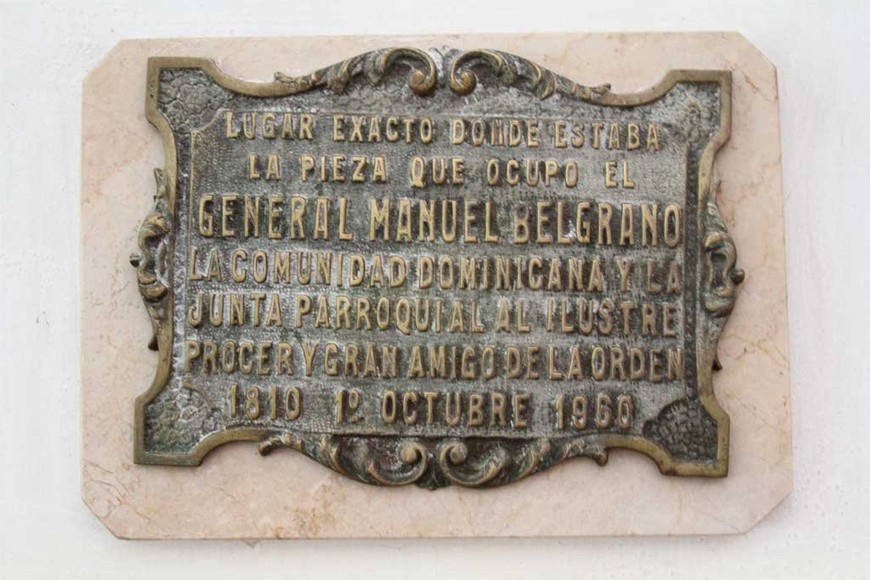 LUGAR EXACTO DONDE ESTABA
LA PIEZA QUE OCUPO EL
GENERAL MANUEL BELGRANO
LA COMUNIDAD DOMINICANA Y LA
JUNTA PARROQUIAL AL ILUSTRE
PROCER Y GRAN AMIGO DE LA ORDEN
1810 1º OCTUBRE 1960